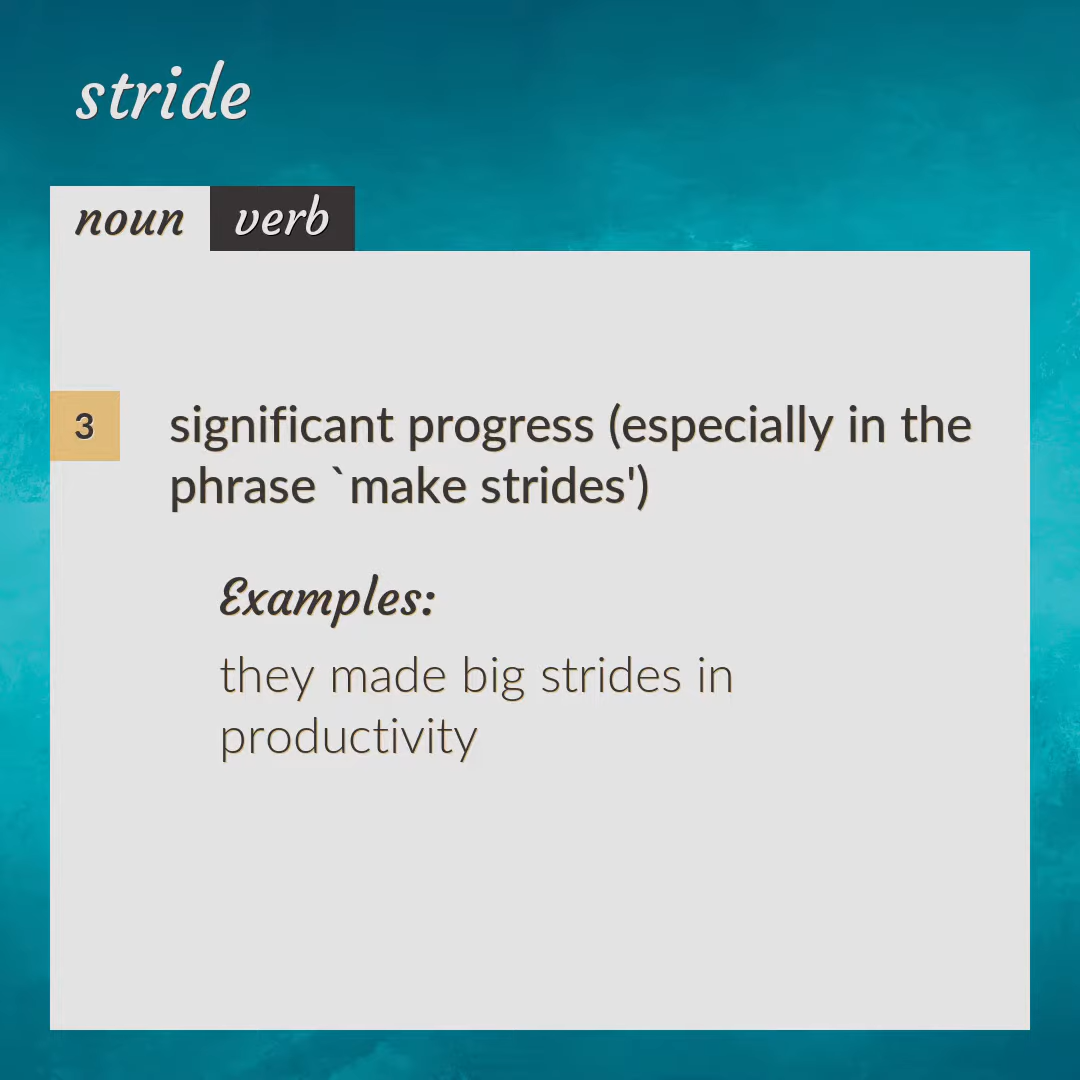 stride
noun verb
3 significant progress (especially in the
phrase `make strides')
Examples:
they made big strides in
productivity